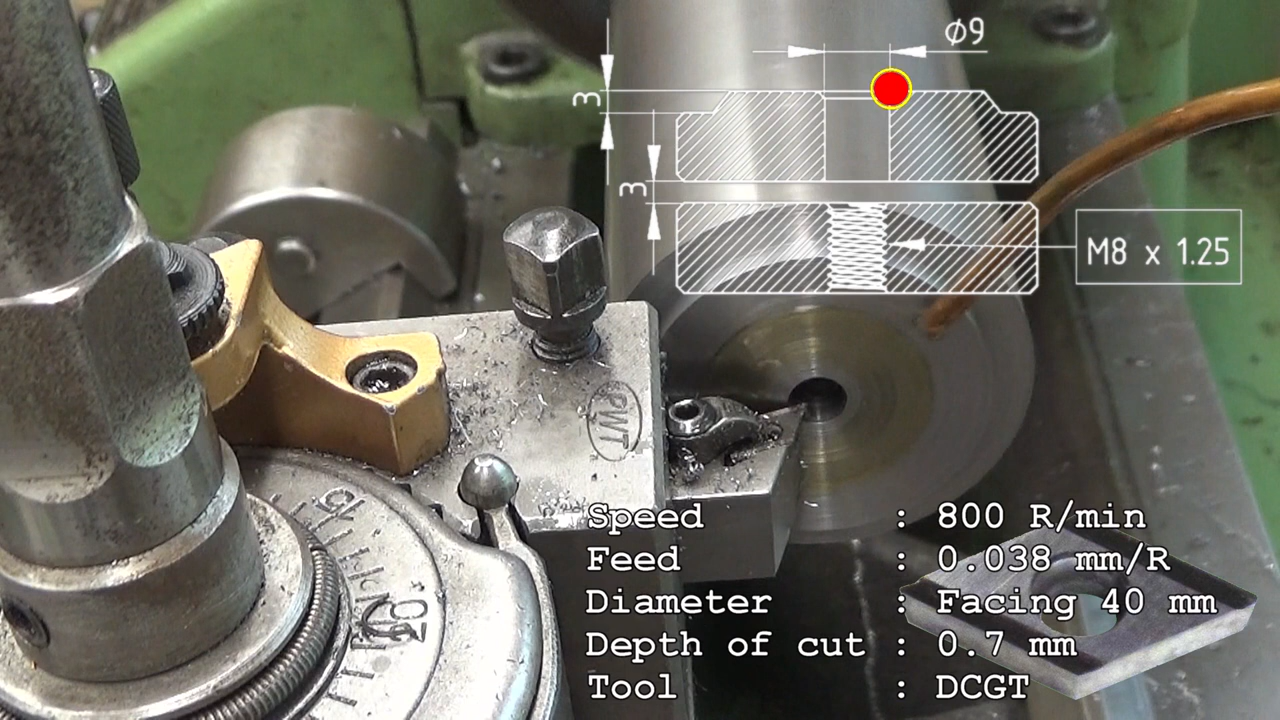 Ø9
3
3
M8 x 1.25
PWT
Speed : 800 R/min
Feed : 0.038 mm/R
Diameter : Facing 40 mm
Depth of cut : 0.7 mm
Tool : DCGT